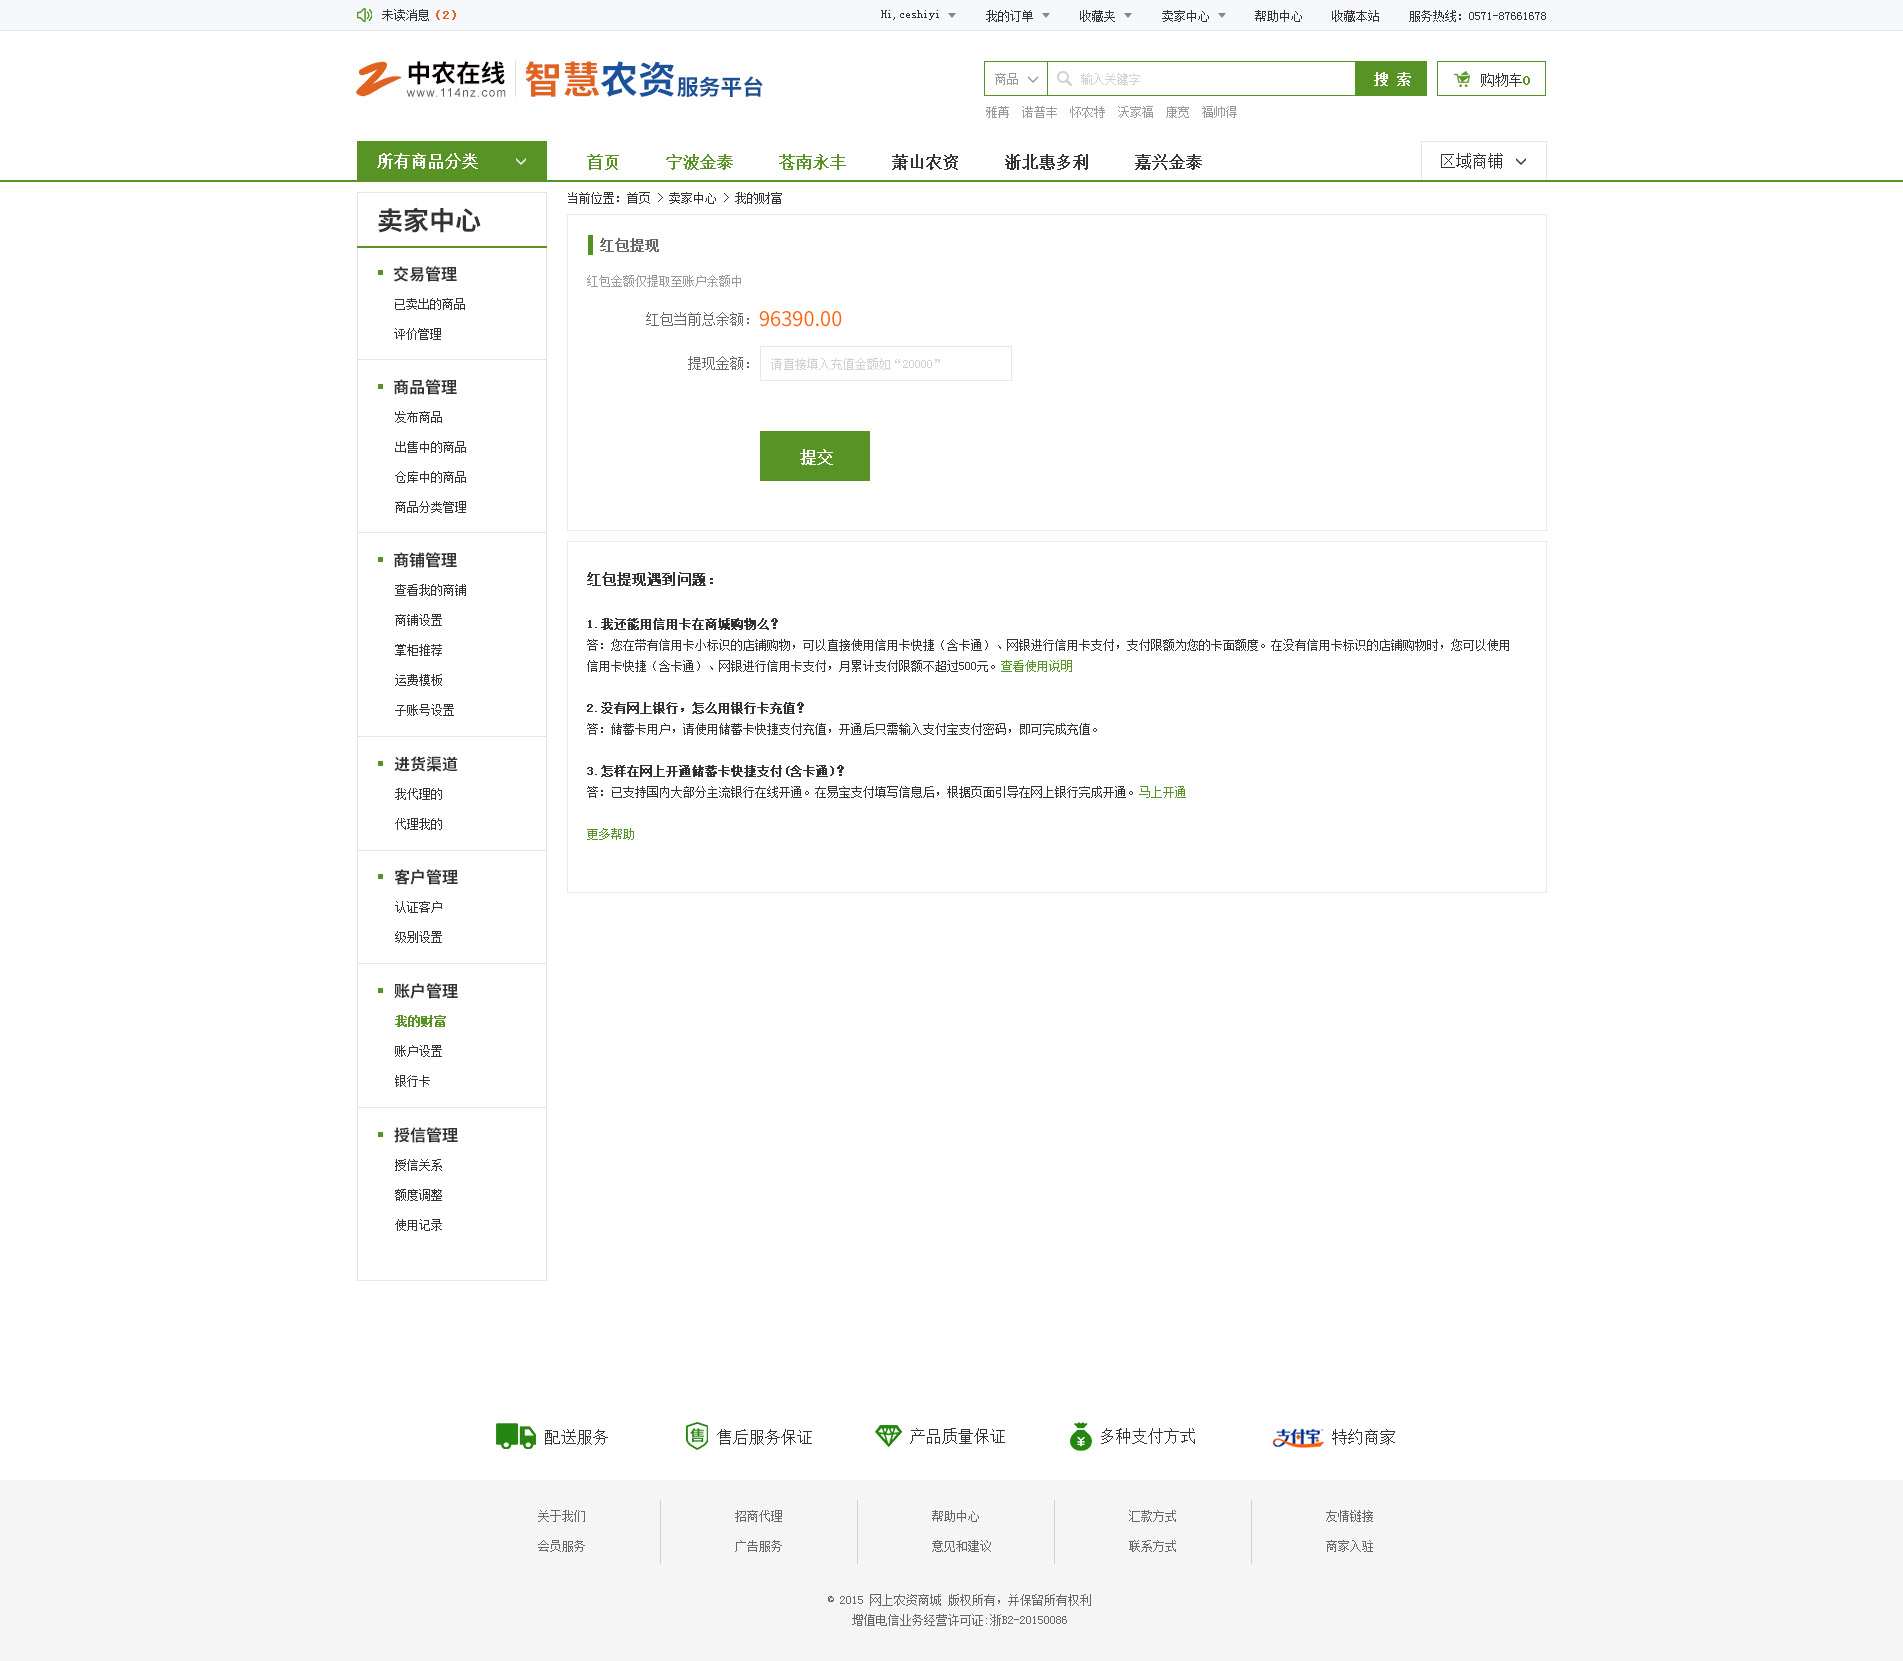 未读消息（2）
Hi,ceshiyi 我的订单 收藏夹 卖家中心 帮助中心 收藏本站 服务热线：0571-87661678
中农在线
www.114nz.com
智慧农资服务平台
商品 输入关键字 搜 索 购物车0
雅苒 诺普丰 怀农特 沃家福 康宽 福帅得
所有商品分类 首页 宁波金泰 苍南永丰 萧山农资 浙北惠多利 嘉兴金泰 区域商铺
当前位置：首页 > 卖家中心 > 我的财富
卖家中心
交易管理
已卖出的商品
评价管理
商品管理
发布商品
出售中的商品
仓库中的商品
商品分类管理
商铺管理
查看我的商铺
商铺设置
掌柜推荐
运费模板
子账号设置
进货渠道
我代理的
代理我的
客户管理
认证客户
级别设置
账户管理
我的财富
账户设置
银行卡
授信管理
授信关系
额度调整
使用记录
红包提现
红包金额仅提取至账户余额中
红包当前总余额：96390.00
提现金额：请直接填入充值金额如“20000”
提交
红包提现遇到问题：
1.我还能用信用卡在商城购物么？
答：您在带有信用卡小标识的店铺购物，可以直接使用信用卡快捷（含卡通）、网银进行信用卡支付，支付限额为您的卡面额度。在没有信用卡标识的店铺购物时，您可以使用
信用卡快捷（含卡通）、网银进行信用卡支付，月累计支付限额不超过500元。查看使用说明
2.没有网上银行，怎么用银行卡充值？
答：储蓄卡用户，请使用储蓄卡快捷支付充值，开通后只需输入支付宝支付密码，即可完成充值。
3.怎样在网上开通储蓄卡快捷支付(含卡通)？
答：已支持国内大部分主流银行在线开通。在易宝支付填写信息后，根据页面引导在网上银行完成开通。马上开通
更多帮助
配送服务 售 售后服务保证 产品质量保证 ¥ 多种支付方式 支付宝 特约商家
关于我们 招商代理 帮助中心 汇款方式 友情链接
会员服务 广告服务 意见和建议 联系方式 商家入驻
© 2015 网上农资商城 版权所有，并保留所有权利
增值电信业务经营许可证:浙B2-20150086